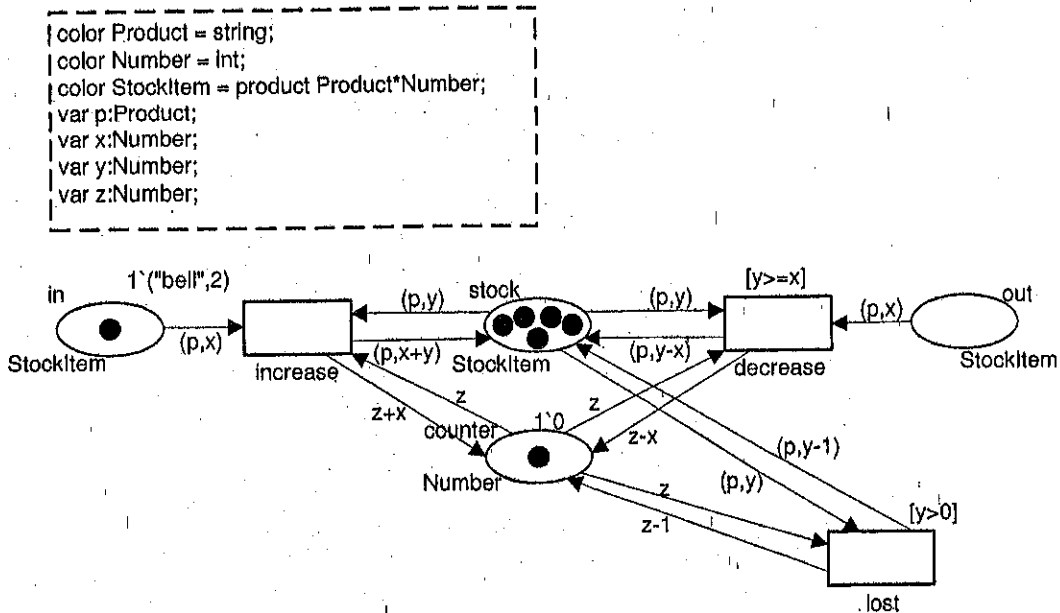 color Product = string;
color Number = int;
color StockItem = product Product*Number;
var p:Product;
var x:Number;
var y:Number;
var z:Number;
1`("bell",2)
in
(p,x)
StockItem
increase
(p,y)
(p,x+y)
stock
StockItem
(p,y)
(p,y-x)
[y>=x]
decrease
(p,x)
out
StockItem
z+x
z
counter
1`0
Number
z
z-x
z
z-1
(p,y)
(p,y-1)
[y>0]
lost